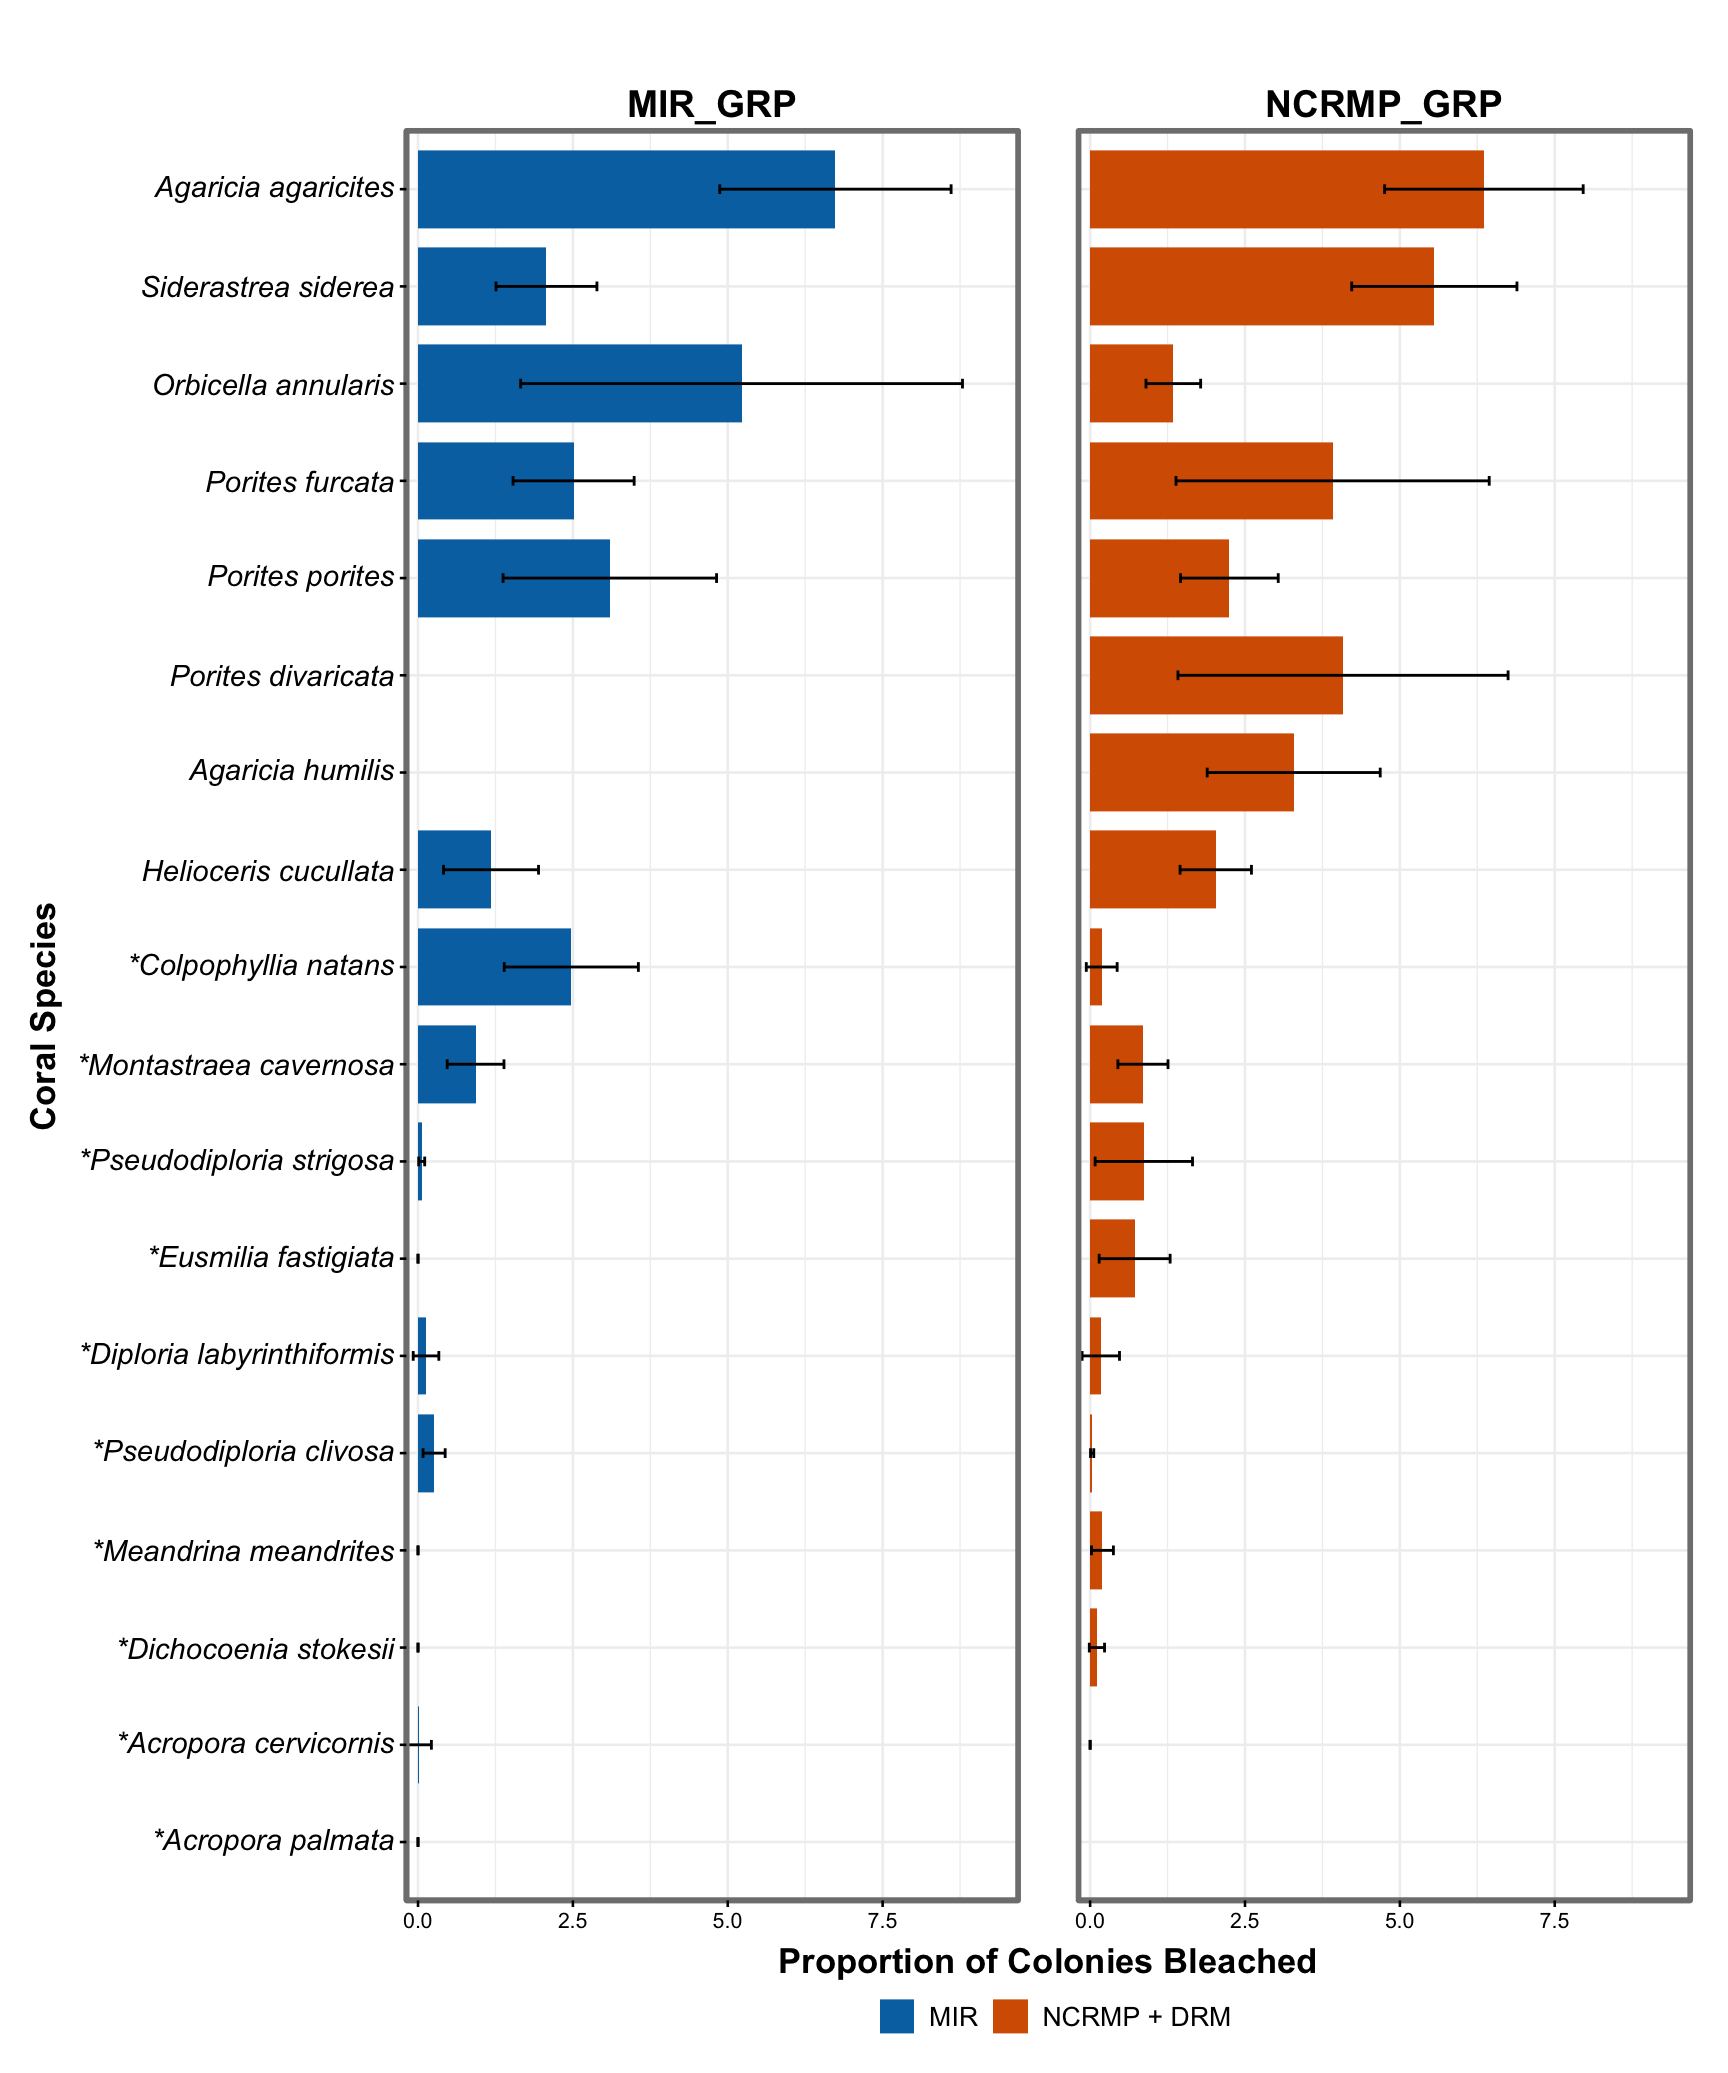 MIR_GRP
NCRMP_GRP
Agaricia agaricites
Siderastrea siderea
Orbicella annularis
Porites furcata
Porites porites
Porites divaricata
Agaricia humilis
Helioceris cucullata
*Colpophyllia natans
*Montastraea cavernosa
*Pseudodiploria strigosa
*Eusmilia fastigiata
*Diploria labyrinthiformis
*Pseudodiploria clivosa
*Meandrina meandrites
*Dichocoenia stokesii
*Acropora cervicornis
*Acropora palmata
Coral Species
0.0 2.5 5.0 7.5
0.0 2.5 5.0 7.5
Proportion of Colonies Bleached
MIR NCRMP + DRM